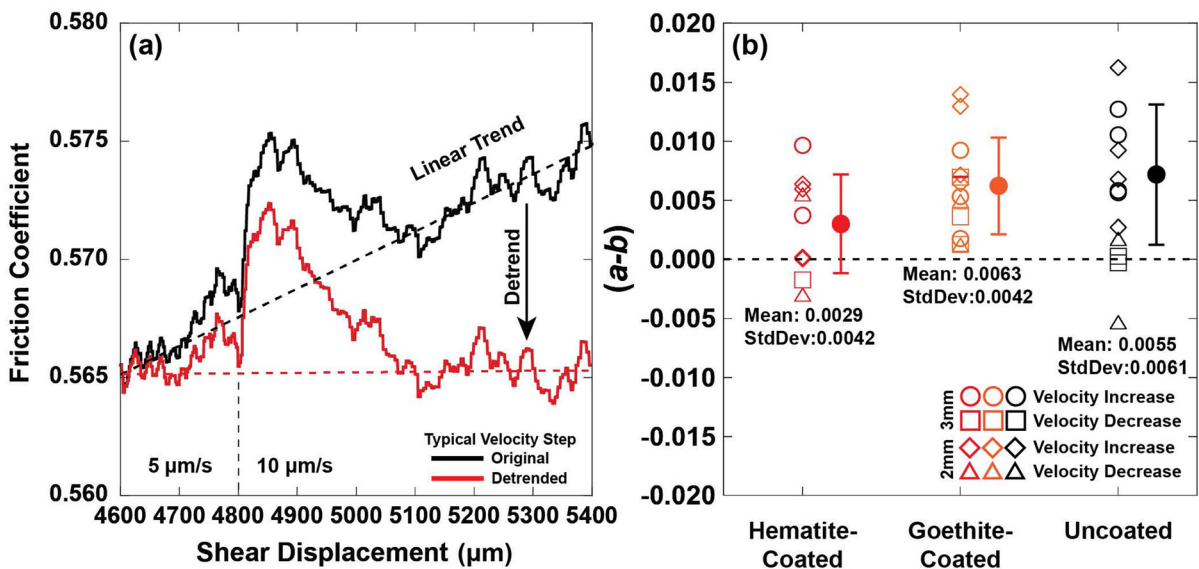 (a)
0.580
0.575
0.570
0.565
0.560
Friction Coefficient
Linear Trend
Detrend
Typical Velocity Step
Original
Detrended
5 µm/s
10 µm/s
4600 4700 4800 4900 5000 5100 5200 5300 5400
Shear Displacement (µm)
(b)
0.020
0.015
0.010
0.005
0.000
-0.005
-0.010
-0.015
-0.020
(a-b)
Mean: 0.0029
StdDev:0.0042
Mean: 0.0063
StdDev:0.0042
Mean: 0.0055
StdDev:0.0061
3mm
Velocity Increase
Velocity Decrease
2mm
Velocity Increase
Velocity Decrease
Hematite-
Coated
Goethite-
Coated
Uncoated